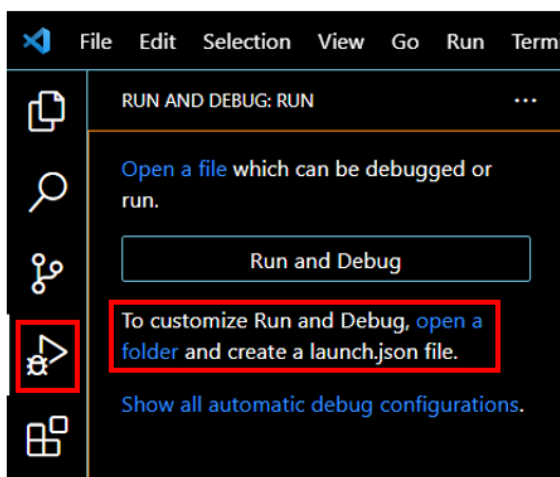 File Edit Selection View Go Run Termi
RUN AND DEBUG: RUN ...
Open a file which can be debugged or
run.
Run and Debug
To customize Run and Debug, open a
folder and create a launch.json file.
Show all automatic debug configurations.